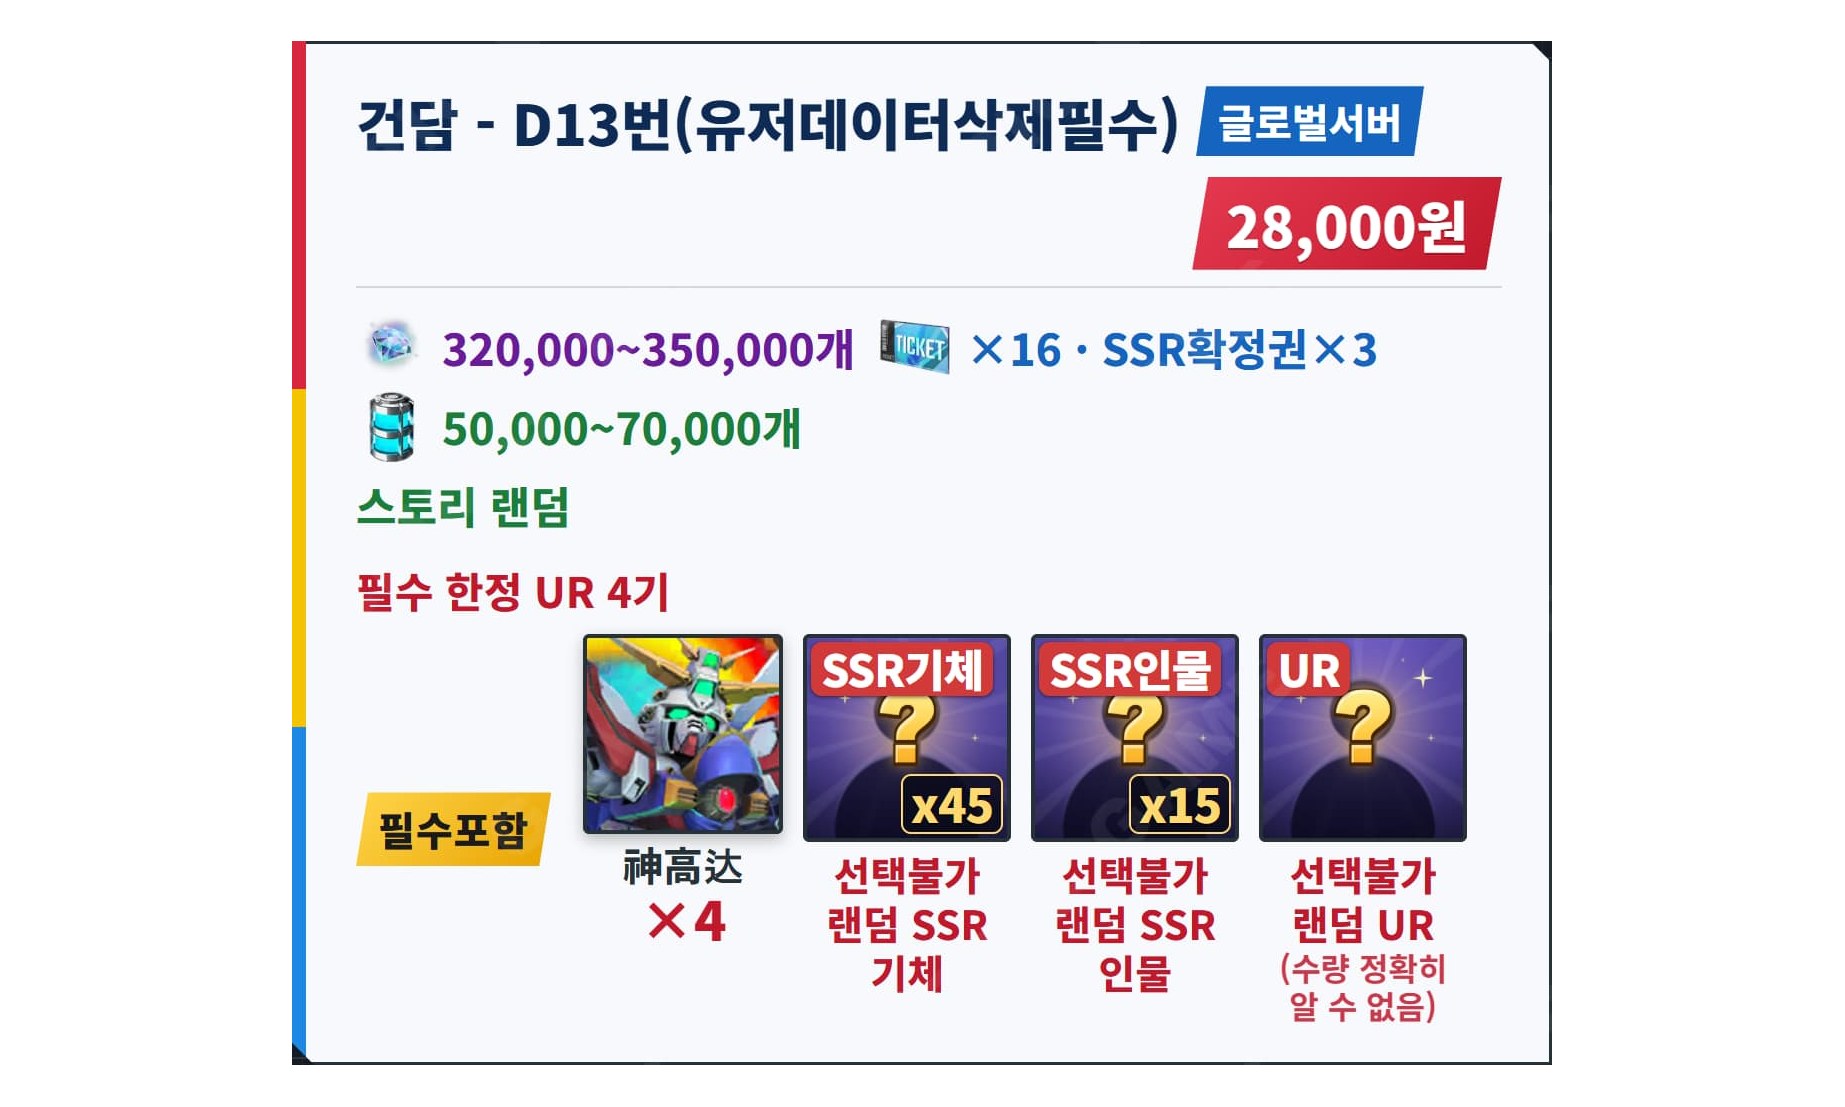 건담 - D13번(유저데이터삭제필수) 글로벌서버
28,000원
320,000~350,000개 TICKET ×16 · SSR확정권×3
50,000~70,000개
스토리 랜덤
필수 한정 UR 4기
필수포함
神高达
×4
SSR기체
x45
선택불가
랜덤 SSR
기체
SSR인물
x15
선택불가
랜덤 SSR
인물
UR
선택불가
랜덤 UR
(수량 정확히
알 수 없음)